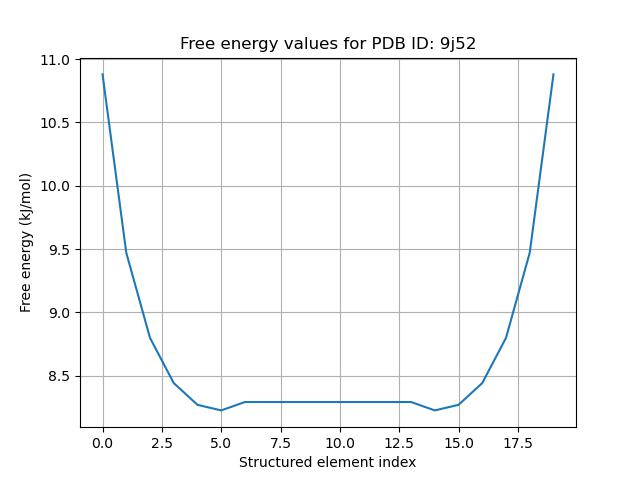 Free energy values for PDB ID: 9j52
11.0
10.5
10.0
9.5
9.0
8.5
Free energy (kJ/mol)
0.0 2.5 5.0 7.5 10.0 12.5 15.0 17.5
Structured element index